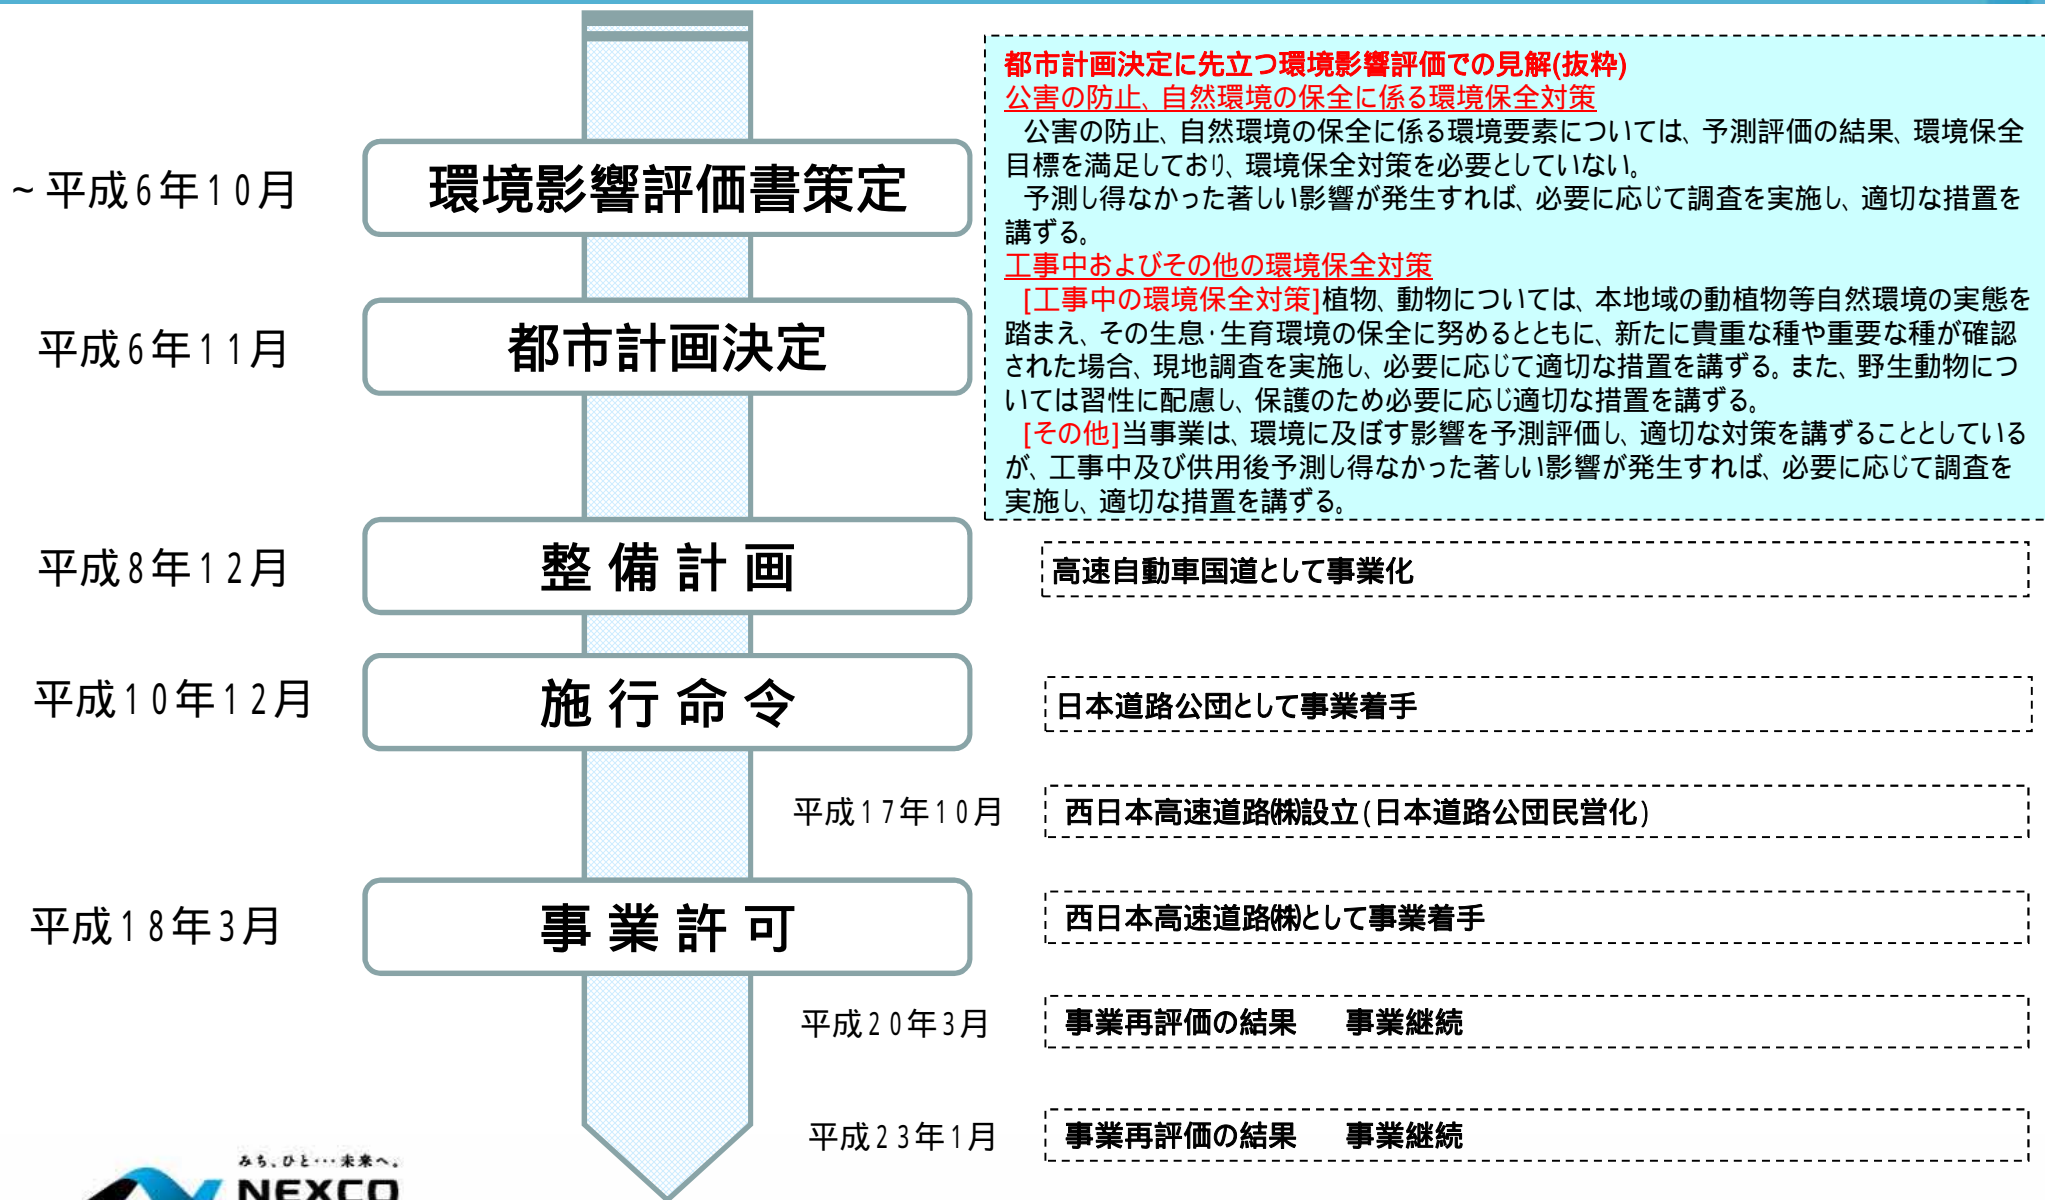 ～平成6年10月
環境影響評価書策定
都市計画決定に先立つ環境影響評価での見解(抜粋)
公害の防止、自然環境の保全に係る環境保全対策
公害の防止、自然環境の保全に係る環境要素については、予測評価の結果、環境保全
目標を満足しており、環境保全対策を必要としていない。
予測し得なかった著しい影響が発生すれば、必要に応じて調査を実施し、適切な措置を
講ずる。
工事中およびその他の環境保全対策
[工事中の環境保全対策]植物、動物については、本地域の動植物等自然環境の実態を
踏まえ、その生息・生育環境の保全に努めるとともに、新たに貴重な種や重要な種が確認
された場合、現地調査を実施し、必要に応じて適切な措置を講ずる。また、野生動物につ
いては習性に配慮し、保護のため必要に応じ適切な措置を講ずる。
[その他]当事業は、環境に及ぼす影響を予測評価し、適切な対策を講ずることとしている
が、工事中及び供用後予測し得なかった著しい影響が発生すれば、必要に応じて調査を
実施し、適切な措置を講ずる。
平成6年11月
都市計画決定
平成8年12月
整備計画
高速自動車国道として事業化
平成10年12月
施行命令
日本道路公団として事業着手
平成17年10月
西日本高速道路㈱設立(日本道路公団民営化)
平成18年3月
事業許可
西日本高速道路㈱として事業着手
平成20年3月
事業再評価の結果　事業継続
平成23年1月
事業再評価の結果　事業継続
みち、ひと…未来へ。
NEXCO